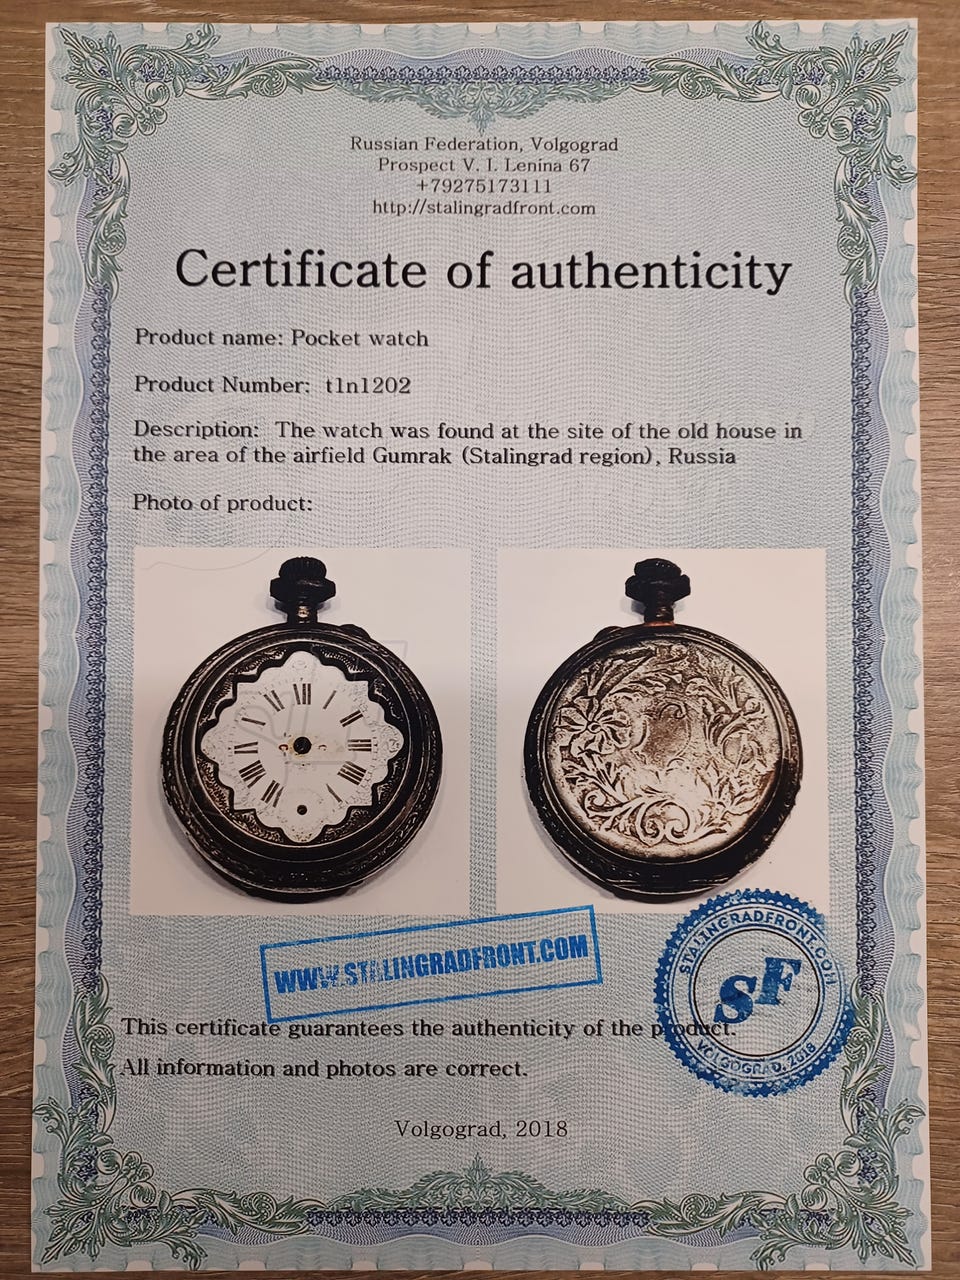 Russian Federation, Volgograd
Prospect V. I. Lenina 67
+79275173111
http://stalingradfront.com
Certificate of authenticity
Product name: Pocket watch
Product Number: t1n1202
Description: The watch was found at the site of the old house in
the area of the airfield Gumrak (Stalingrad region), Russia
Photo of product:
WWW.STALINGRADFRONT.COM
STALINGRADFRONT.COM
SF
VOLGOGRAD, 2018
This certificate guarantees the authenticity of the product.
All information and photos are correct.
Volgograd, 2018